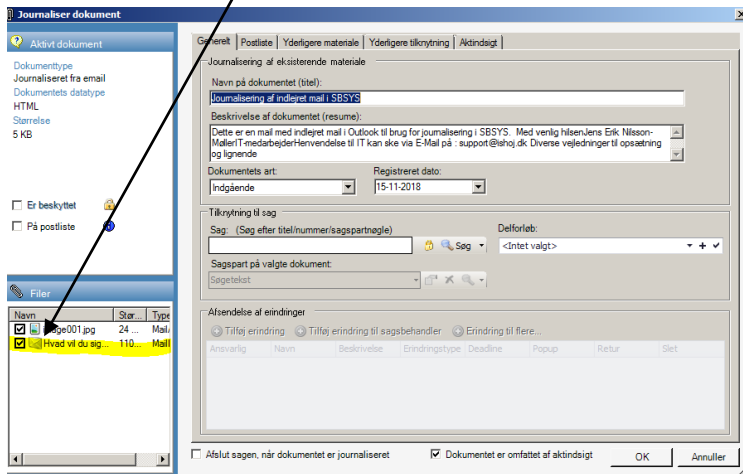 Journaliser dokument
Aktivt dokument
Dokumenttype
Journaliseret fra email
Dokumentets datatype
HTML
Størrelse
5 KB
Er beskyttet
På postliste
Filer
Navn Stør... Type
image001.jpg 24 ...
Hvad vil du sig... 110...
Generelt Postliste Yderligere materiale Yderligere tilknytning Aktindsigt
Journalisering af eksisterende materiale
Navn på dokumentet (titel):
Journalisering af indlejret mail i SBSYS
Beskrivelse af dokumentet (resume):
Dette er en mail med indlejret mail i Outlook til brug for journalisering i SBSYS. Med venlig hilsenJens Erik Nilsson-
MøllerIT-medarbejderHenvendelse til IT kan ske via E-Mail på : support@ishoj.dk Diverse vejledninger til opsætning
og lignende
Dokumentets art: Registreret dato:
Indgående 15-11-2018
Tilknytning til sag
Sag: (Søg efter titel/nummer/sagspartnøgle) Delforløb:
Søg <Intet valgt>
Sagspart på valgte dokument:
Søgetekst
Afsendelse af erindringer
Tilføj erindring Tilføj erindring til sagsbehandler Erindring til flere...
Ansvarlig Navn Beskrivelse Erindringstype Deadline Popup Retur Slet
Afslut sagen, når dokumenter er journaliseret Dokumentet er omfattet af aktindsigt OK Annuller